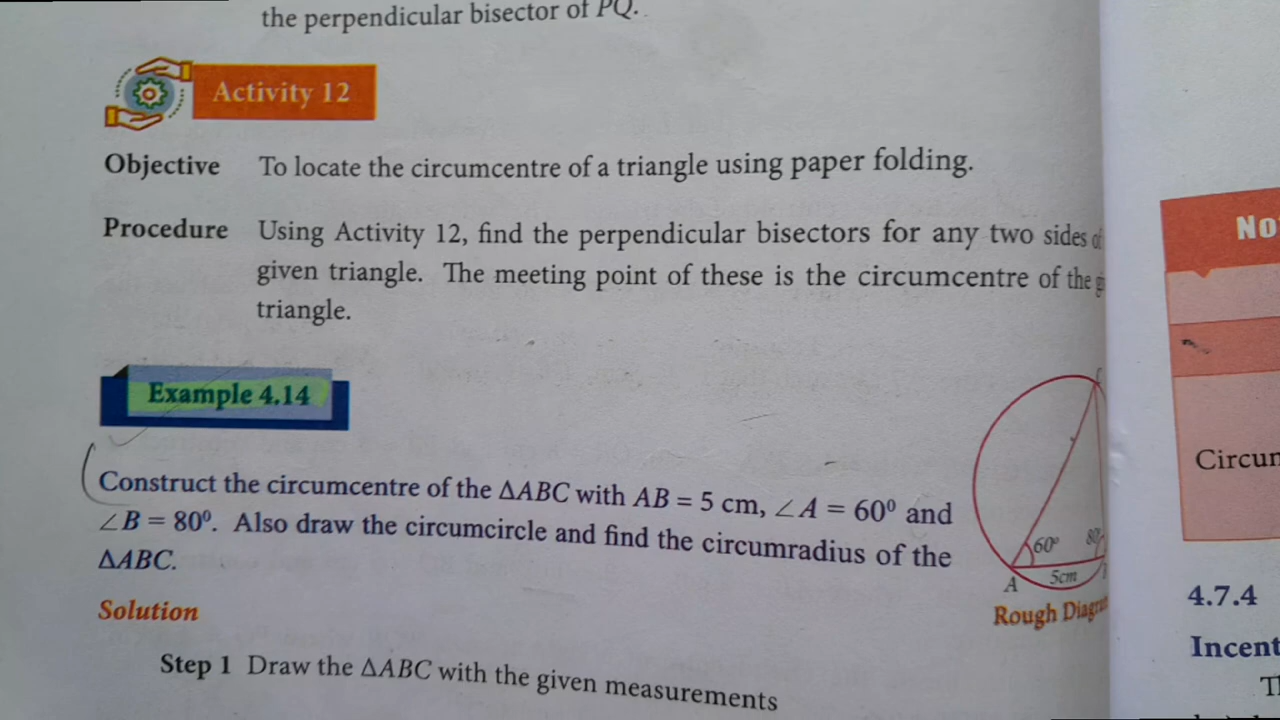 the perpendicular bisector of PQ.
Activity 12
Objective To locate the circumcentre of a triangle using paper folding.
Procedure Using Activity 12, find the perpendicular bisectors for any two sides
given triangle. The meeting point of these is the circumcentre of the
triangle.
Example 4.14
Construct the circumcentre of the ΔABC with AB = 5 cm, ∠A = 60⁰ and
∠B = 80⁰. Also draw the circumcircle and find the circumradius of the
ΔABC.
C
60⁰ 80
A 5cm
Rough
Solution
Step 1 Draw the ΔABC with the given measurements
4.7.4